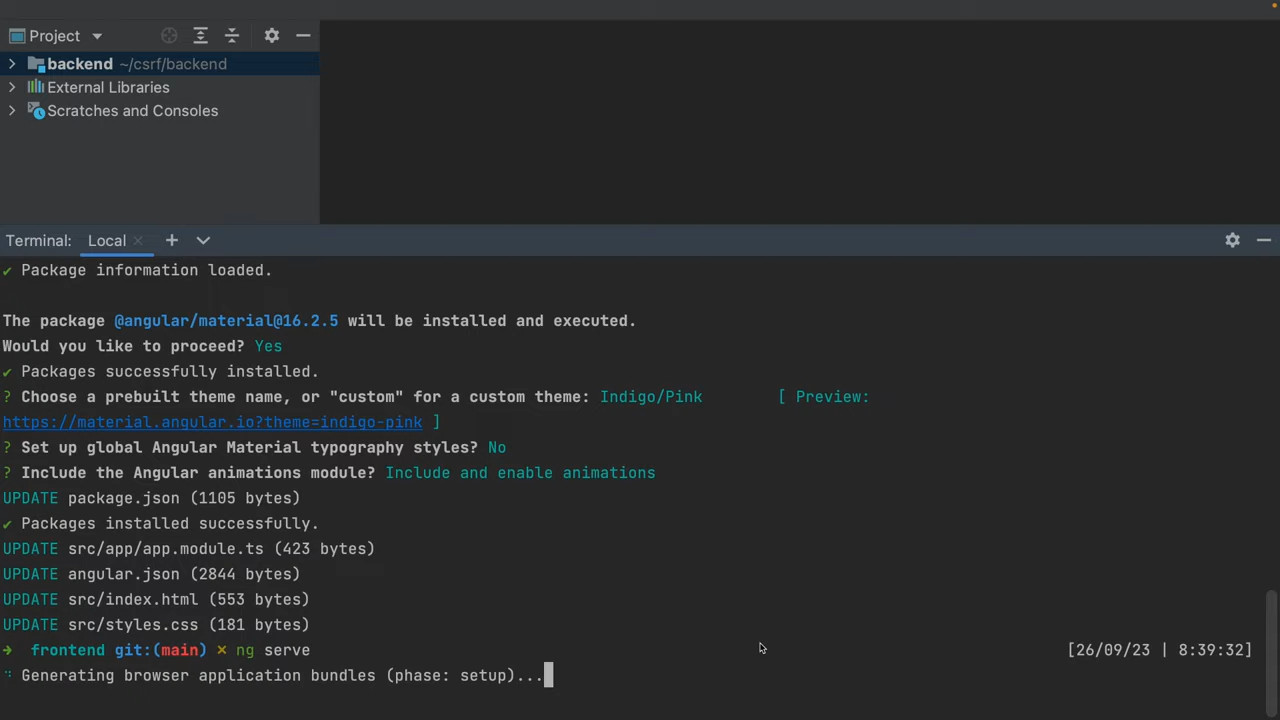 Project
backend ~/csrf/backend
External Libraries
Scratches and Consoles
Terminal: Local
✔ Package information loaded.
The package @angular/material@16.2.5 will be installed and executed.
Would you like to proceed? Yes
✔ Packages successfully installed.
? Choose a prebuilt theme name, or "custom" for a custom theme: Indigo/Pink [ Preview:
https://material.angular.io?theme=indigo-pink ]
? Set up global Angular Material typography styles? No
? Include the Angular animations module? Include and enable animations
UPDATE package.json (1105 bytes)
✔ Packages installed successfully.
UPDATE src/app/app.module.ts (423 bytes)
UPDATE angular.json (2844 bytes)
UPDATE src/index.html (553 bytes)
UPDATE src/styles.css (181 bytes)
➜ frontend git:(main) ✗ ng serve [26/09/23 | 8:39:32]
Generating browser application bundles (phase: setup)...